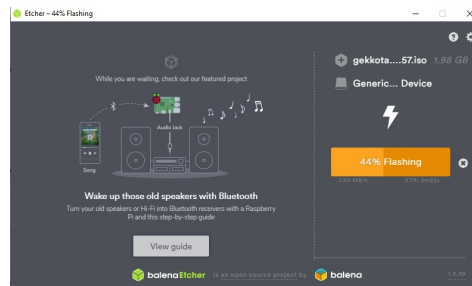 Etcher – 44% Flashing
While you are waiting, check out our featured project
Audio Jack
Song
Wake up those old speakers with Bluetooth
Turn your old speakers or Hi-Fi into Bluetooth receivers with a Raspberry
Pi and this step-by-step guide
View guide
gekkota....57.iso 1.98 GB
Generic... Device
44% Flashing
balenaEtcher is an open source project by balena